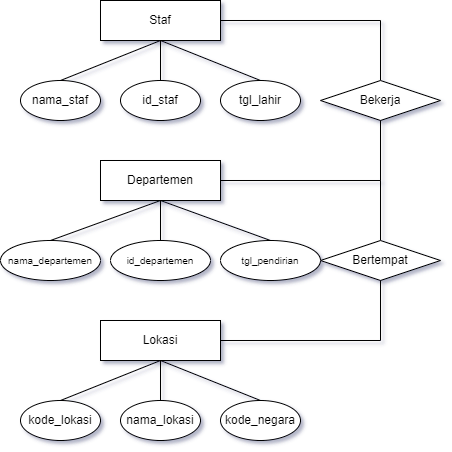 Staf
nama_staf
id_staf
tgl_lahir
Bekerja
Departemen
nama_departemen
id_departemen
tgl_pendirian
Bertempat
Lokasi
kode_lokasi
nama_lokasi
kode_negara